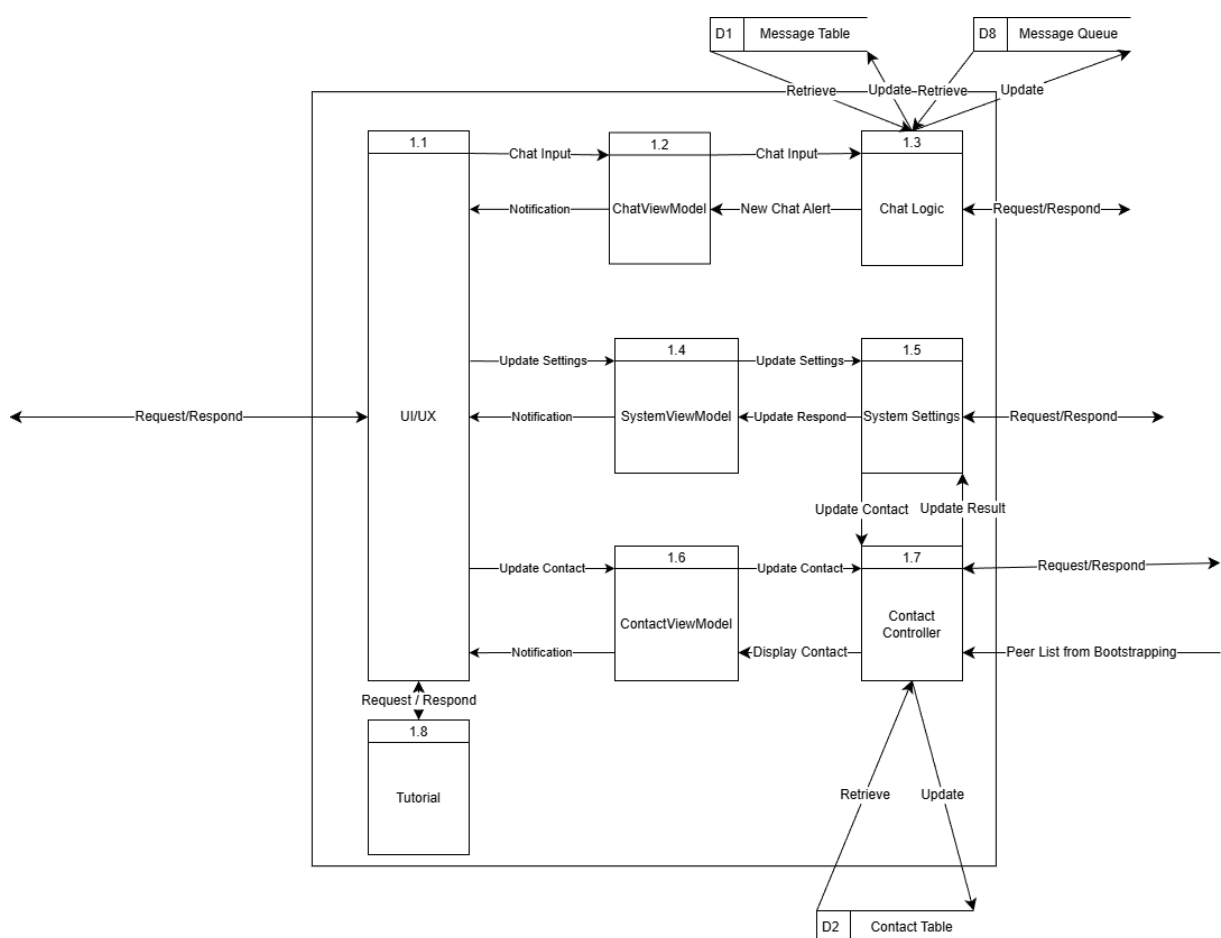 D1
Message Table
D8
Message Queue
Retrieve
Update
Retrieve
Update
1.1
Chat Input
1.2
Chat Input
1.3
Notification
ChatViewModel
New Chat Alert
Chat Logic
Request/Respond
1.4
1.5
Update Settings
Update Settings
Request/Respond
UI/UX
Notification
SystemViewModel
Update Respond
System Settings
Request/Respond
Update Contact
Update Result
1.6
1.7
Update Contact
Update Contact
Request/Respond
ContactViewModel
Contact
Controller
Notification
Display Contact
Peer List from Bootstrapping
Request / Respond
1.8
Tutorial
Retrieve
Update
D2
Contact Table